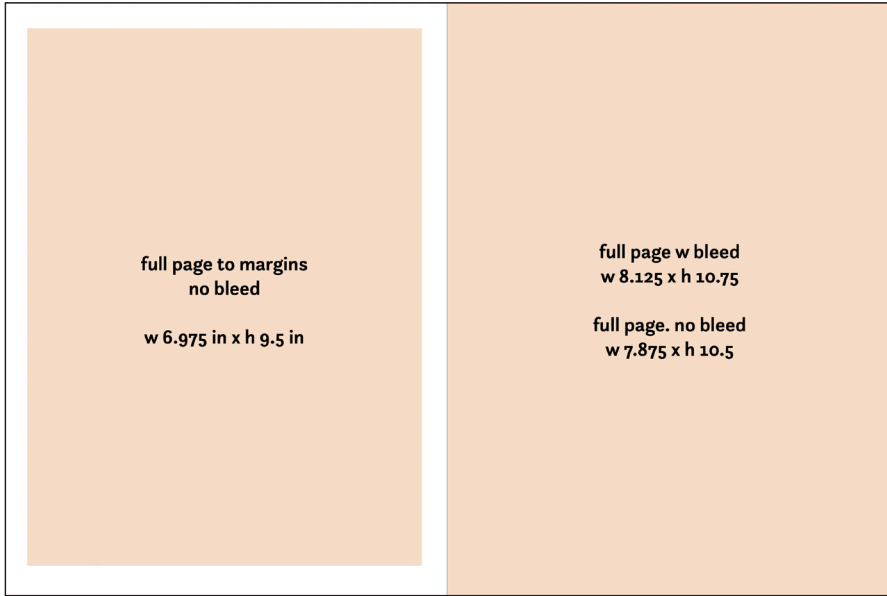 full page to margins
no bleed
w 6.975 in x h 9.5 in
full page w bleed
w 8.125 x h 10.75
full page. no bleed
w 7.875 x h 10.5